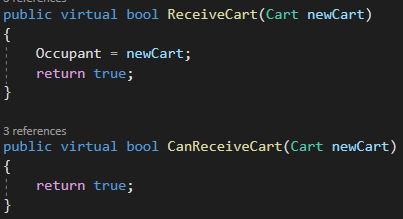 references
public virtual bool ReceiveCart(Cart newCart)
{
Occupant = newCart;
return true;
}
3 references
public virtual bool CanReceiveCart(Cart newCart)
{
return true;
}